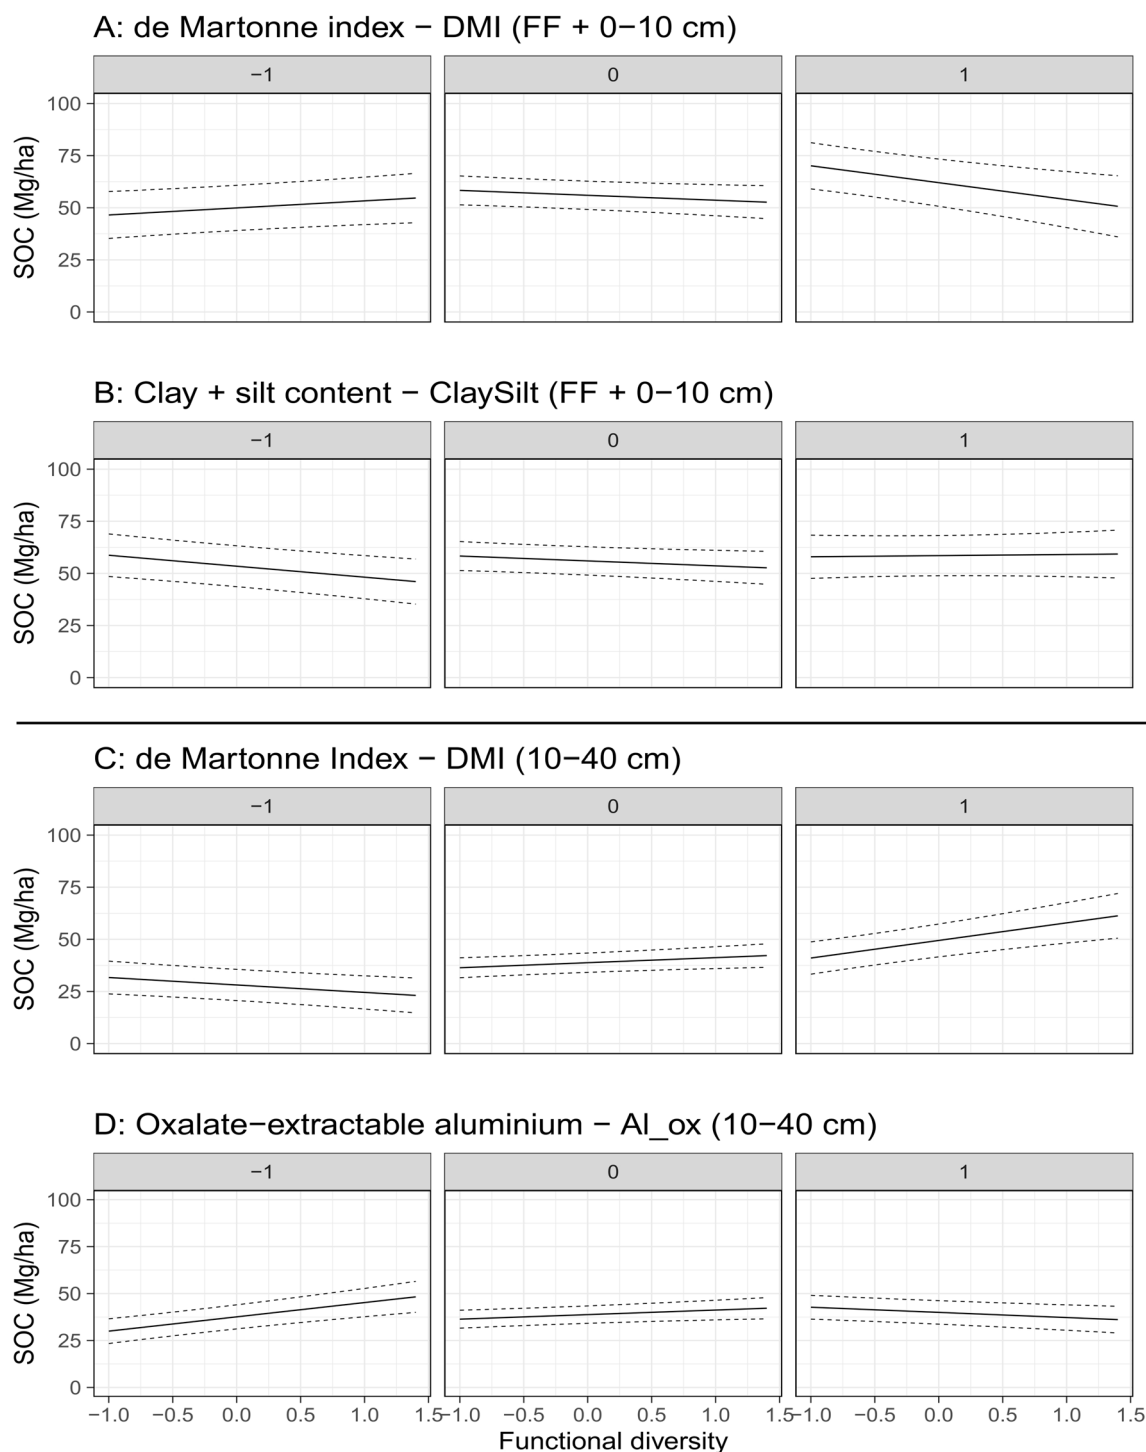 A: de Martonne index − DMI (FF + 0−10 cm)
−1 0 1
100
75
50
25
0
SOC (Mg/ha)
B: Clay + silt content − ClaySilt (FF + 0−10 cm)
−1 0 1
100
75
50
25
0
SOC (Mg/ha)
C: de Martonne Index − DMI (10−40 cm)
−1 0 1
100
75
50
25
0
SOC (Mg/ha)
D: Oxalate−extractable aluminium − Al_ox (10−40 cm)
−1 0 1
100
75
50
25
0
SOC (Mg/ha)
−1.0 −0.5 0.0 0.5 1.0 1.5 −1.0 −0.5 0.0 0.5 1.0 1.5 −1.0 −0.5 0.0 0.5 1.0 1.5
Functional diversity